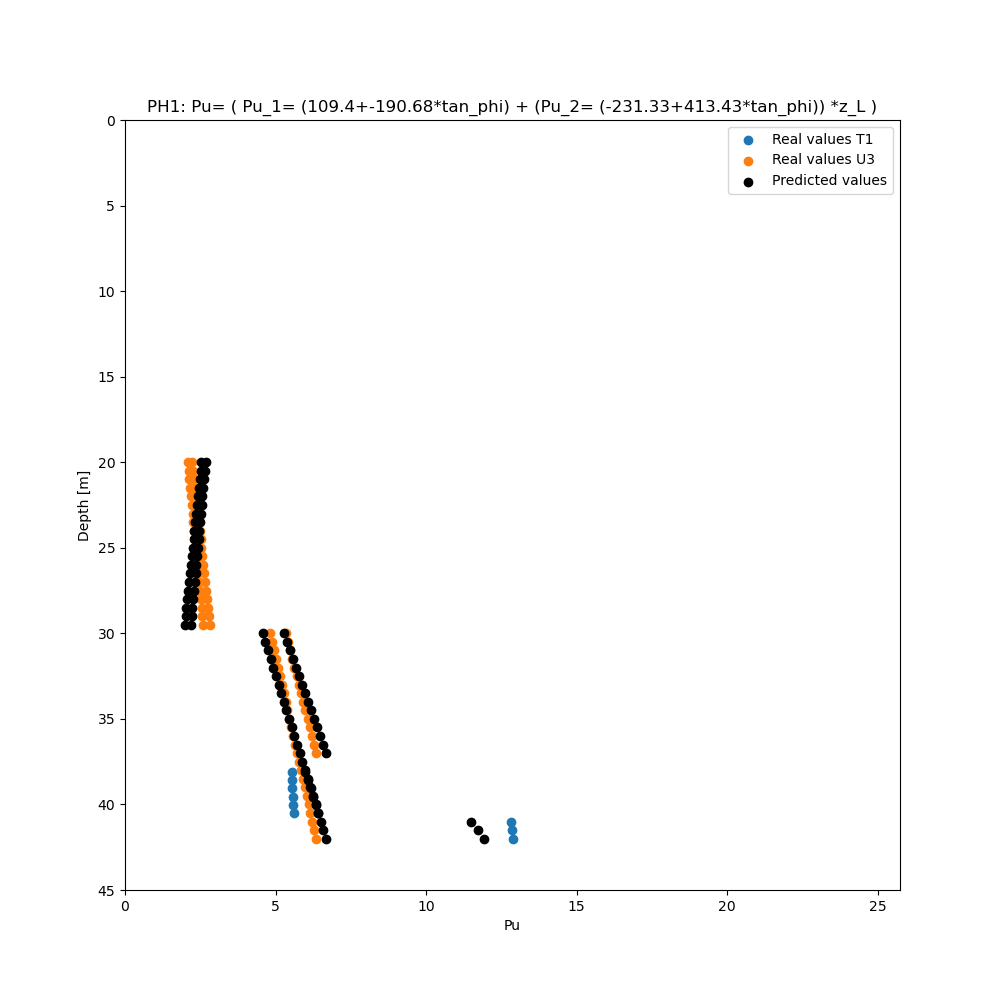 PH1: Pu= ( Pu_1= (109.4+-190.68*tan_phi) + (Pu_2= (-231.33+413.43*tan_phi)) *z_L )
Real values T1
Real values U3
Predicted values
0
5
10
15
20
25
30
35
40
45
Depth [m]
0 5 10 15 20 25
Pu